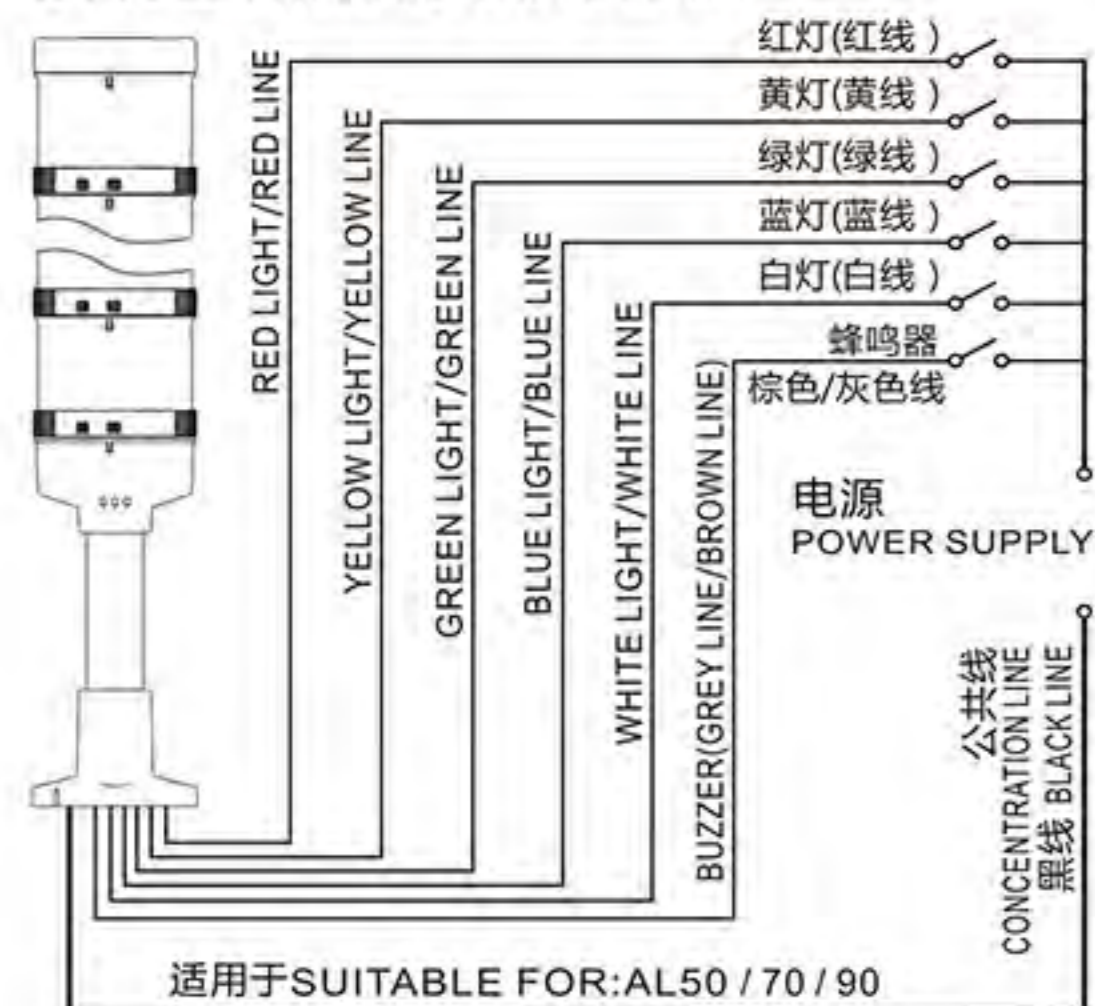 红灯(红线 )
黄灯(黄线 )
绿灯(绿线 )
蓝灯(蓝线 )
白灯(白线 )
蜂鸣器
棕色/灰色线
RED LIGHT/RED LINE
YELLOW LIGHT/YELLOW LINE
GREEN LIGHT/GREEN LINE
BLUE LIGHT/BLUE LINE
WHITE LIGHT/WHITE LINE
BUZZER(GREY LINE/BROWN LINE)
电源
POWER SUPPLY
公共线
CONCENTRATION LINE
黑线 BLACK LINE
适用于SUITABLE FOR:AL50 / 70 / 90